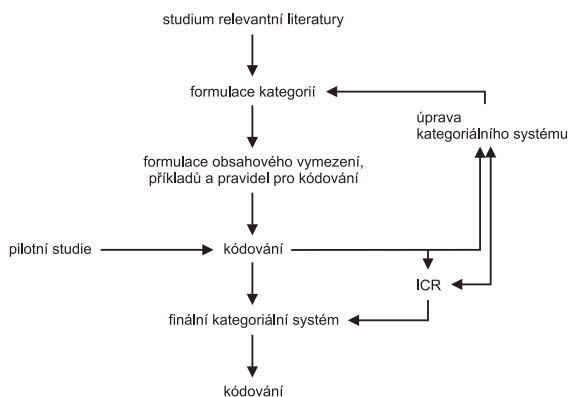 studium relevantní literatury
formulace kategorií
úprava
kategoriálního systému
formulace obsahového vymezení,
příkladů a pravidel pro kódování
pilotní studie
kódování
ICR
finální kategoriální systém
kódování